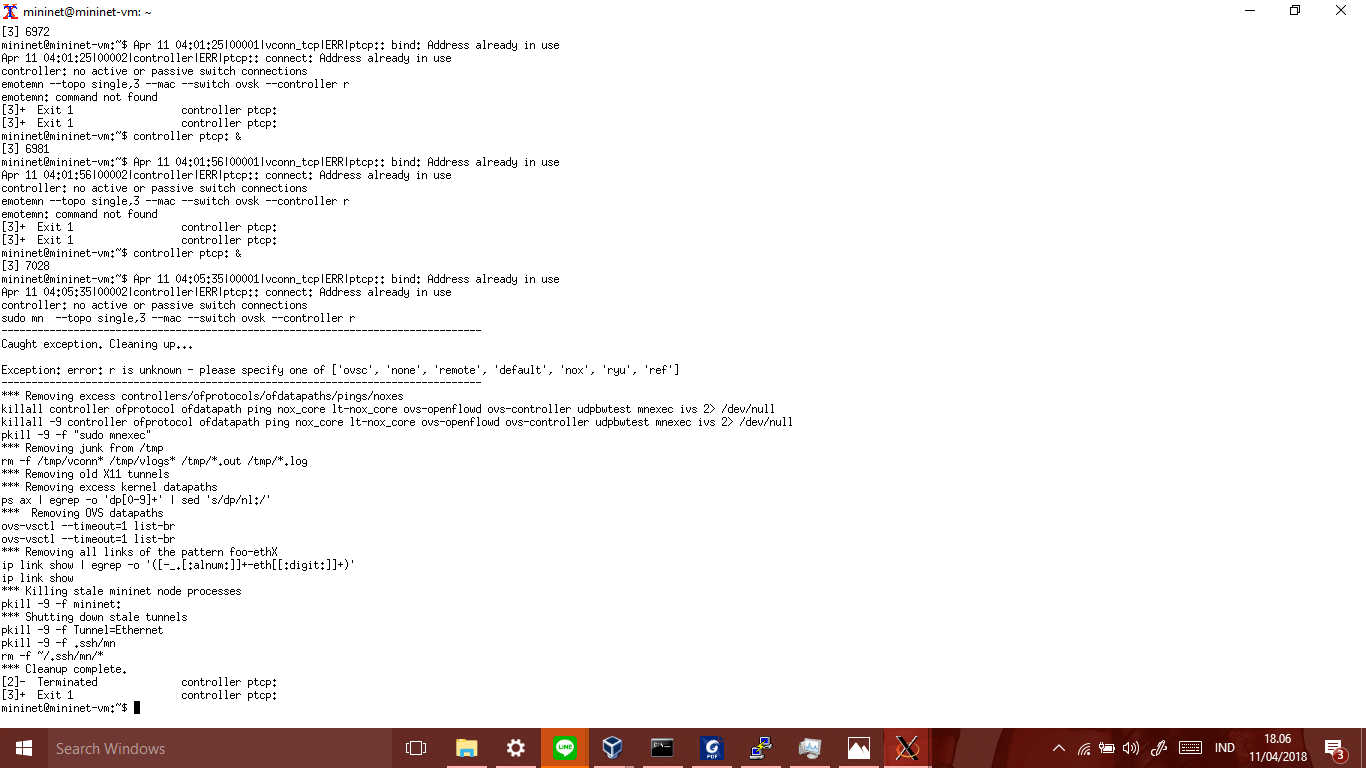 mininet@mininet-vm: ~
[3] 6972
mininet@mininet-vm:~$ Apr 11 04:01:25|00001|vconn_tcp|ERR|ptcp:: bind: Address already in use
Apr 11 04:01:25|00002|controller|ERR|ptcp:: connect: Address already in use
controller: no active or passive switch connections
emotemn --topo single,3 --mac --switch ovsk --controller r
emotemn: command not found
[3]+  Exit 1                  controller ptcp:
[3]+  Exit 1                  controller ptcp:
mininet@mininet-vm:~$ controller ptcp: &
[3] 6981
mininet@mininet-vm:~$ Apr 11 04:01:56|00001|vconn_tcp|ERR|ptcp:: bind: Address already in use
Apr 11 04:01:56|00002|controller|ERR|ptcp:: connect: Address already in use
controller: no active or passive switch connections
emotemn --topo single,3 --mac --switch ovsk --controller r
emotemn: command not found
[3]+  Exit 1                  controller ptcp:
[3]+  Exit 1                  controller ptcp:
mininet@mininet-vm:~$ controller ptcp: &
[3] 7028
mininet@mininet-vm:~$ Apr 11 04:05:35|00001|vconn_tcp|ERR|ptcp:: bind: Address already in use
Apr 11 04:05:35|00002|controller|ERR|ptcp:: connect: Address already in use
controller: no active or passive switch connections
sudo mn  --topo single,3 --mac --switch ovsk --controller r
--------------------------------------------------------------------------------
Caught exception. Cleaning up...
Exception: error: r is unknown - please specify one of ['ovsc', 'none', 'remote', 'default', 'nox', 'ryu', 'ref']
--------------------------------------------------------------------------------
*** Removing excess controllers/ofprotocols/ofdatapaths/pings/noxes
killall controller ofprotocol ofdatapath ping nox_core lt-nox_core ovs-openflowd ovs-controller udpbwtest mnexec ivs 2> /dev/null
killall -9 controller ofprotocol ofdatapath ping nox_core lt-nox_core ovs-openflowd ovs-controller udpbwtest mnexec ivs 2> /dev/null
pkill -9 -f "sudo mnexec"
*** Removing junk from /tmp
rm -f /tmp/vconn* /tmp/vlogs* /tmp/*.out /tmp/*.log
*** Removing old X11 tunnels
*** Removing excess kernel datapaths
ps ax | egrep -o 'dp[0-9]+' | sed 's/dp/nl:/'
***  Removing OVS datapaths
ovs-vsctl --timeout=1 list-br
ovs-vsctl --timeout=1 list-br
*** Removing all links of the pattern foo-ethX
ip link show | egrep -o '([-_.[:alnum:]]+-eth[[:digit:]]+)'
ip link show
*** Killing stale mininet node processes
pkill -9 -f mininet:
*** Shutting down stale tunnels
pkill -9 -f Tunnel=Ethernet
pkill -9 -f .ssh/mn
rm -f ~/.ssh/mn/*
*** Cleanup complete.
[2]-  Terminated              controller ptcp:
[3]+  Exit 1                  controller ptcp:
mininet@mininet-vm:~$
Search Windows
LINE
PDF
IND
18.06
11/04/2018
3